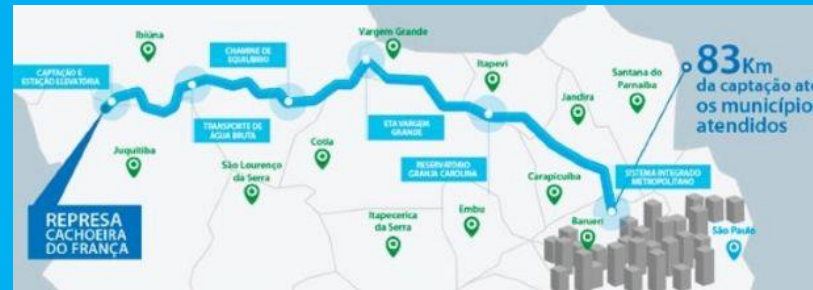 Ibiúna
CHAMINÉ DE
EQUILÍBRIO
Vargem Grande
Itapevi
83Km
da captação até
os município
atendidos
Santana do
Parnaíba
Jandira
CAPTAÇÃO E
ESTAÇÃO ELEVATÓRIA
TRANSPORTE DE
ÁGUA BRUTA
ETA VARGEM
GRANDE
Juquitiba
São Lourenço
da Serra
Cotia
RESERVATÓRIO
GRANJA CAROLINA
Carapicuíba
SISTEMA INTEGRADO
METROPOLITANO
REPRESA
CACHOEIRA
DO FRANÇA
Itapecerica
da Serra
Embu
Barueri
São Paulo